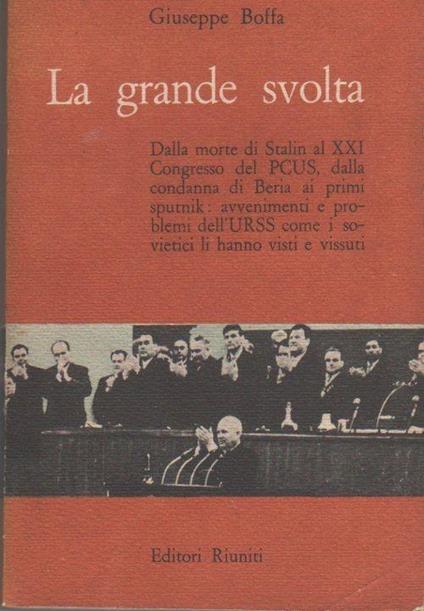 Giuseppe Boffa
La grande svolta
Dalla morte di Stalin al XXI
Congresso del PCUS, dalla
condanna di Beria ai primi
sputnik: avvenimenti e pro-
blemi dell'URSS come i so-
vietici li hanno visti e vissuti
Editori Riuniti